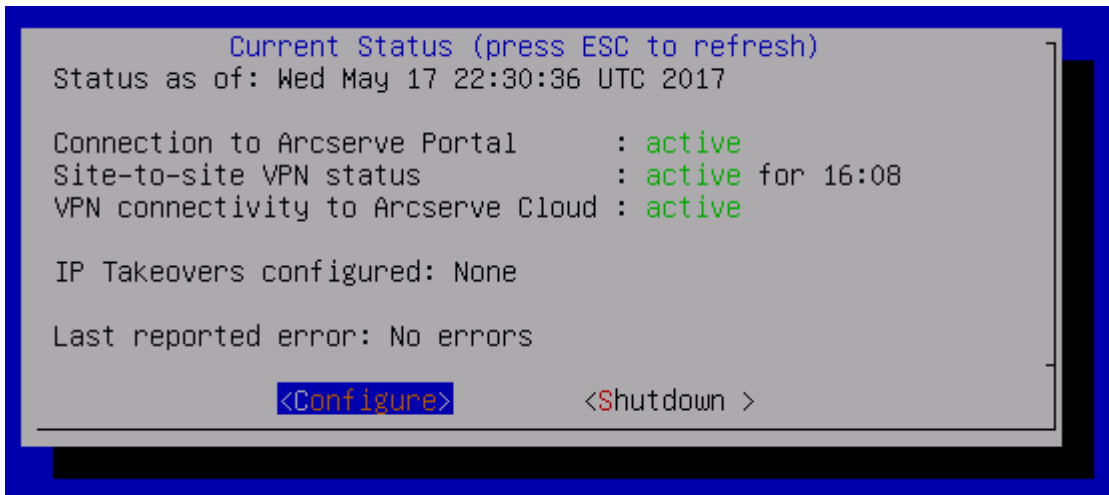 Current Status (press ESC to refresh)
Status as of: Wed May 17 22:30:36 UTC 2017
Connection to Arcserve Portal : active
Site-to-site VPN status : active for 16:08
VPN connectivity to Arcserve Cloud : active
IP Takeovers configured: None
Last reported error: No errors
<Configure> <Shutdown >